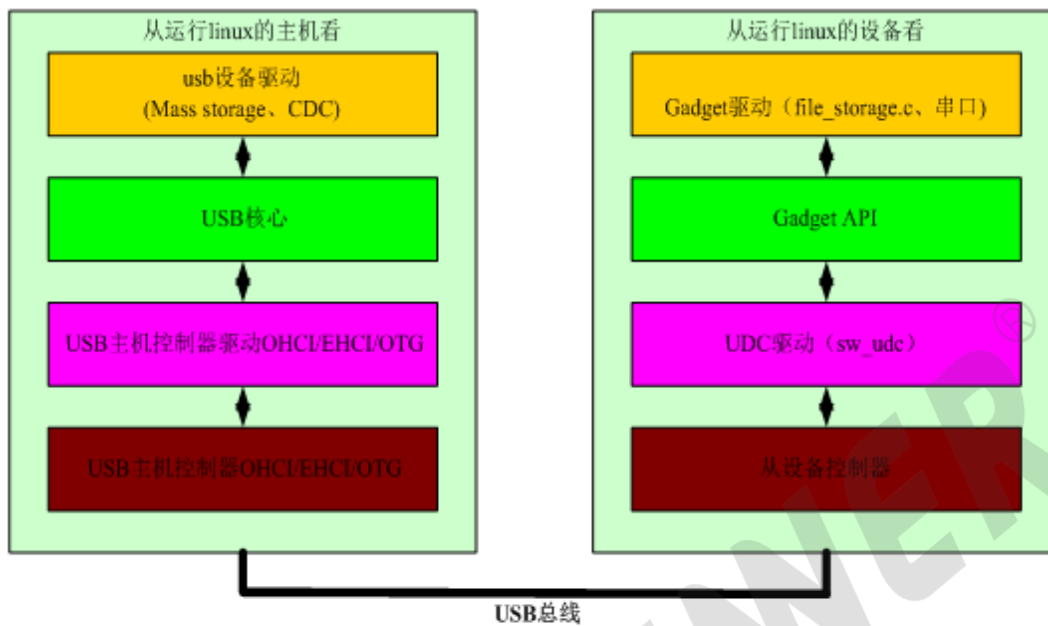 从运行linux的主机看
usb设备驱动
(Mass storage、CDC)
USB核心
USB主机控制器驱动OHCI/EHCI/OTG
USB主机控制器OHCI/EHCI/OTG
从运行linux的设备看
Gadget驱动（file_storage.c、串口)
Gadget API
UDC驱动（sw_udc）
从设备控制器
USB总线
WER
®